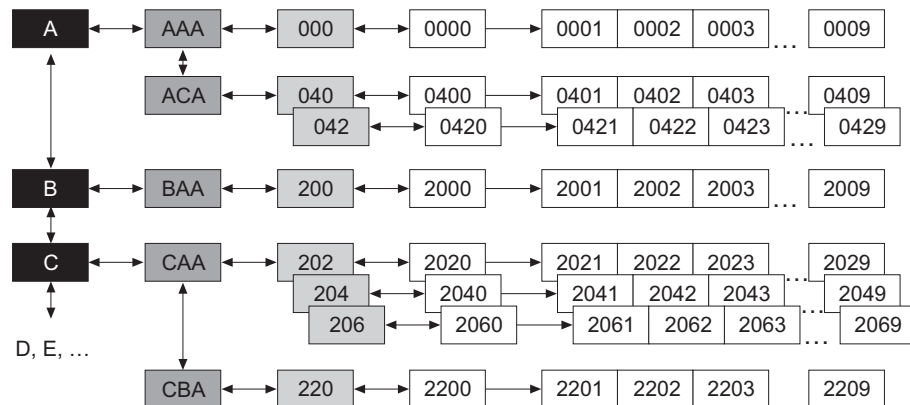 A AAA 000 0000 0001 0002 0003 ... 0009
ACA 040 0400 0401 0402 0403 ... 0409
042 0420 0421 0422 0423 ... 0429
B BAA 200 2000 2001 2002 2003 ... 2009
C CAA 202 2020 2021 2022 2023 ... 2029
204 2040 2041 2042 2043 ... 2049
206 2060 2061 2062 2063 ... 2069
D, E, ...
CBA 220 2200 2201 2202 2203 2209